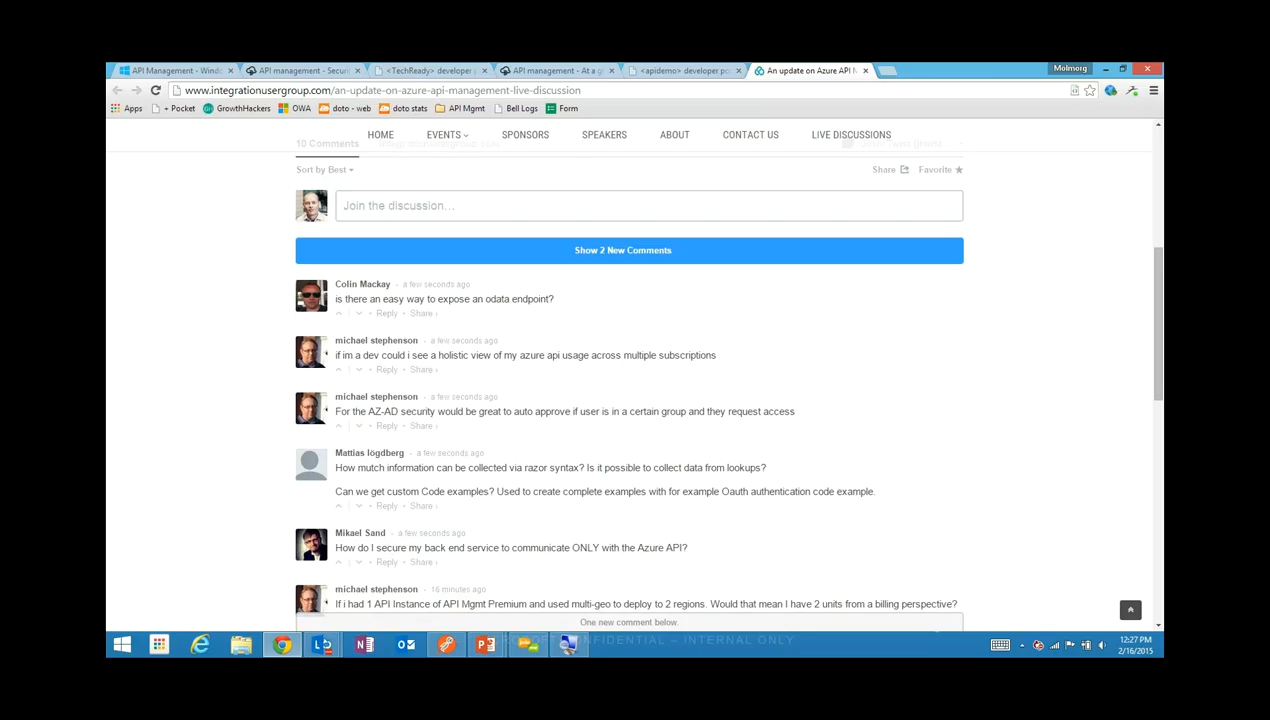 API Management - Windo
API management - Securi
<TechReady> developer p
API management - At a g
<apidemo> developer po
An update on Azure API M
Molmorg
www.integrationusergroup.com/an-update-on-azure-api-management-live-discussion
Apps
+ Pocket
GrowthHackers
OWA
doto - web
doto stats
API Mgmt
Bell Logs
Form
HOME
EVENTS
SPONSORS
SPEAKERS
ABOUT
CONTACT US
LIVE DISCUSSIONS
10 Comments
Sort by Best
Share
Favorite
Join the discussion…
Show 2 New Comments
Colin Mackay • a few seconds ago
is there an easy way to expose an odata endpoint?
• Reply • Share ›
michael stephenson • a few seconds ago
if im a dev could i see a holistic view of my azure api usage across multiple subscriptions
• Reply • Share ›
michael stephenson • a few seconds ago
For the AZ-AD security would be great to auto approve if user is in a certain group and they request access
• Reply • Share ›
Mattias lögdberg • a few seconds ago
How mutch information can be collected via razor syntax? Is it possible to collect data from lookups?
Can we get custom Code examples? Used to create complete examples with for example Oauth authentication code example.
• Reply • Share ›
Mikael Sand • a few seconds ago
How do I secure my back end service to communicate ONLY with the Azure API?
• Reply • Share ›
michael stephenson • 16 minutes ago
If i had 1 API Instance of API Mgmt Premium and used multi-geo to deploy to 2 regions. Would that mean I have 2 units from a billing perspective?
One new comment below.
CONFIDENTIAL – INTERNAL ONLY
12:27 PM
2/16/2015